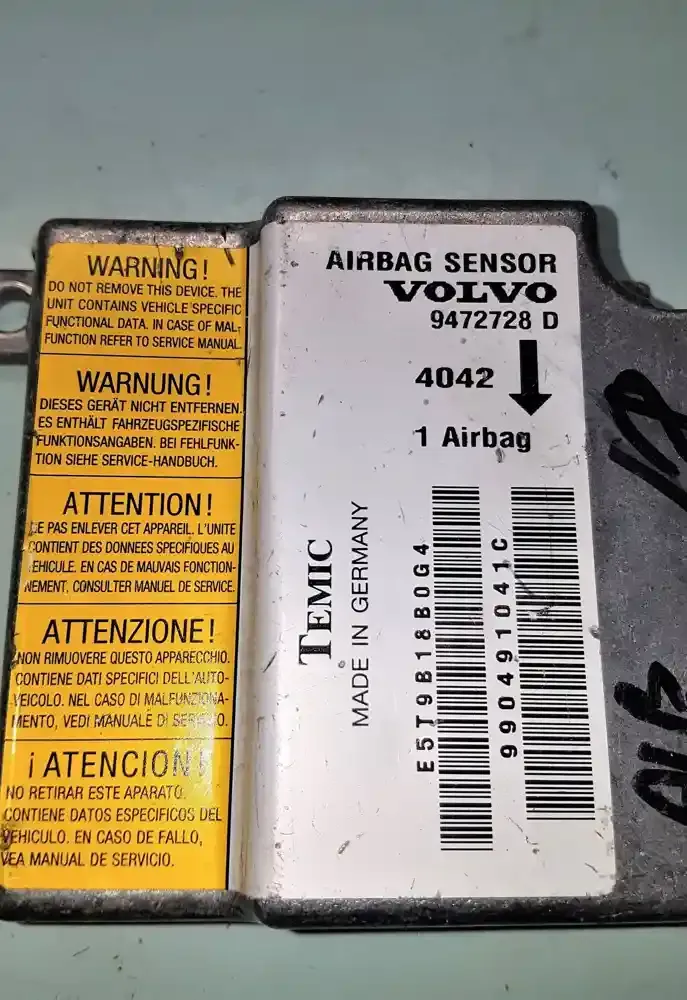 WARNING!
DO NOT REMOVE THIS DEVICE. THE
UNIT CONTAINS VEHICLE SPECIFIC
FUNCTIONAL DATA. IN CASE OF MAL-
FUNCTION REFER TO SERVICE MANUAL.
WARNUNG!
DIESES GERÄT NICHT ENTFERNEN.
ES ENTHÄLT FAHRZEUGSPEZIFISCHE
FUNKTIONSANGABEN. BEI FEHLFUNK-
TION SIEHE SERVICE-HANDBUCH.
ATTENTION!
NE PAS ENLEVER CET APPAREIL. L'UNITE
CONTIENT DES DONNEES SPECIFIQUES AU
VEHICULE. EN CAS DE MAUVAIS FONCTION-
NEMENT, CONSULTER MANUEL DE SERVICE.
ATTENZIONE!
NON RIMUOVERE QUESTO APPARECCHIO.
CONTIENE DATI SPECIFICI DELL'AUTO-
VEICOLO. NEL CASO DI MALFUNZIONA-
MENTO, VEDI MANUALE DI SERVIZIO.
¡ATENCION!
NO RETIRAR ESTE APARATO.
CONTIENE DATOS ESPECIFICOS DEL
VEHICULO. EN CASO DE FALLO,
VEA MANUAL DE SERVICIO.
AIRBAG SENSOR
VOLVO
9472728 D
4042
1 Airbag
TEMIC
MADE IN GERMANY
E5T9B18B0G4
990491041C